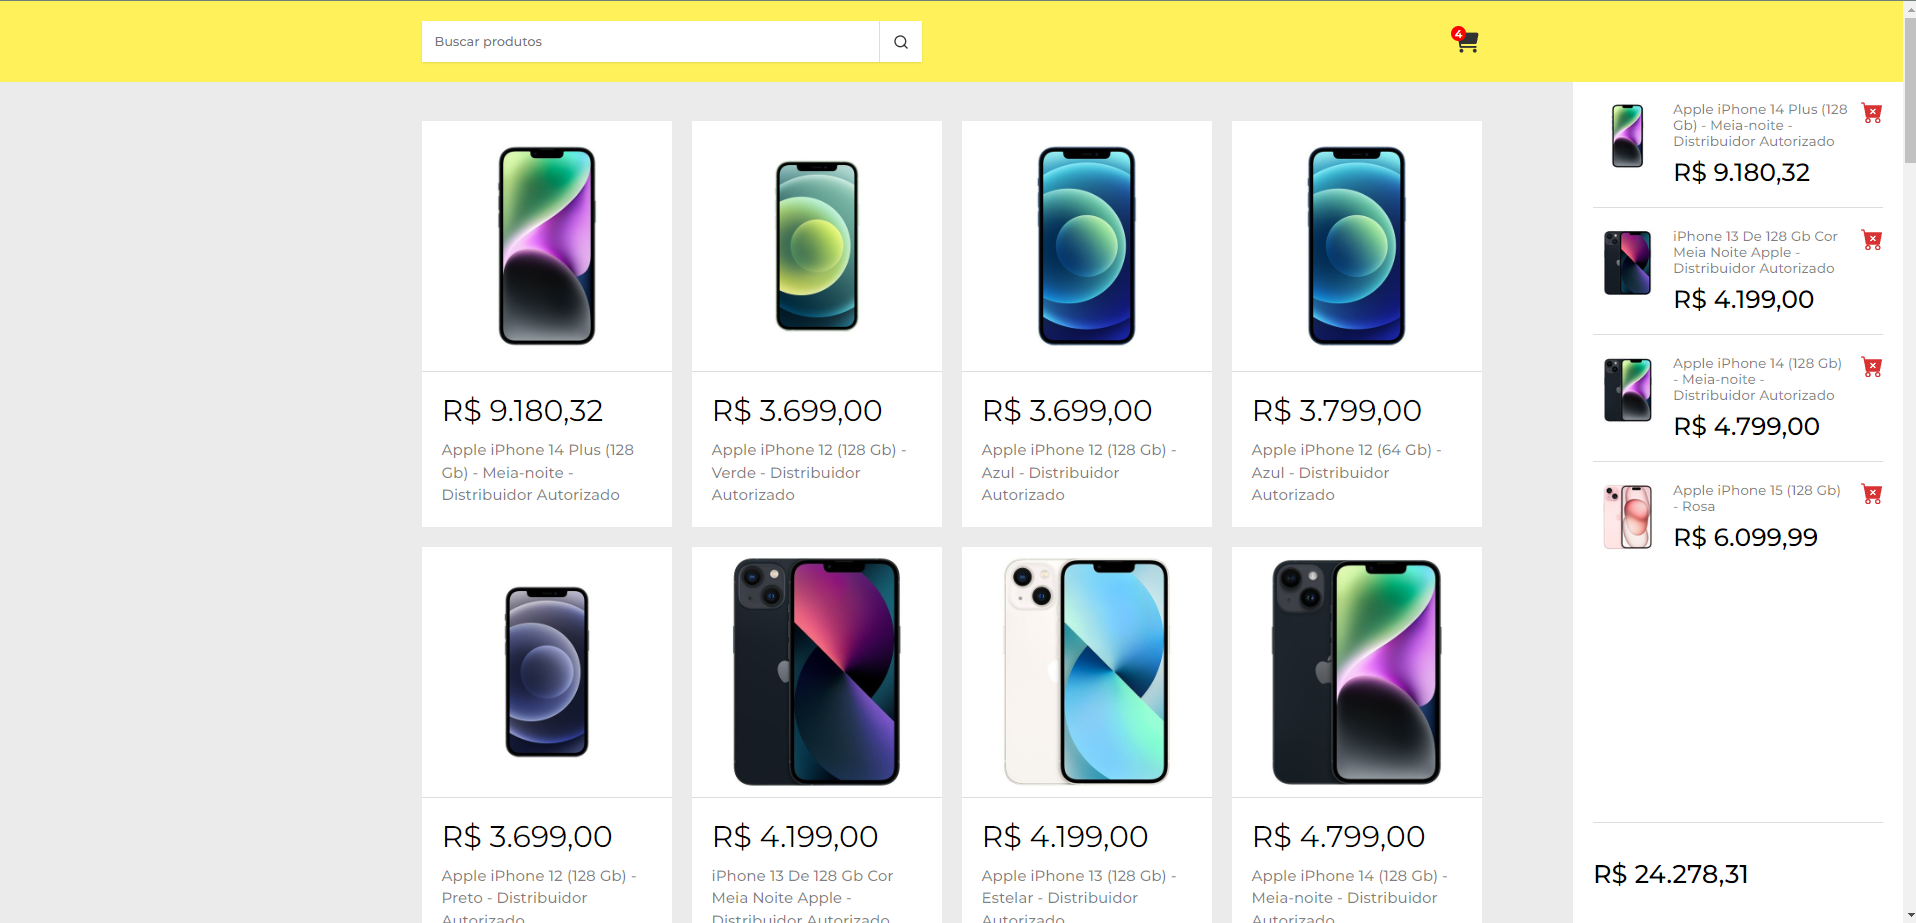 Buscar produtos
4
R$ 9.180,32
Apple iPhone 14 Plus (128
Gb) - Meia-noite -
Distribuidor Autorizado
R$ 3.699,00
Apple iPhone 12 (128 Gb) -
Verde - Distribuidor
Autorizado
R$ 3.699,00
Apple iPhone 12 (128 Gb) -
Azul - Distribuidor
Autorizado
R$ 3.799,00
Apple iPhone 12 (64 Gb) -
Azul - Distribuidor
Autorizado
R$ 3.699,00
Apple iPhone 12 (128 Gb) -
Preto - Distribuidor
Autorizado
R$ 4.199,00
iPhone 13 De 128 Gb Cor
Meia Noite Apple -
Distribuidor Autorizado
R$ 4.199,00
Apple iPhone 13 (128 Gb) -
Estelar - Distribuidor
Autorizado
R$ 4.799,00
Apple iPhone 14 (128 Gb) -
Meia-noite - Distribuidor
Autorizado
Apple iPhone 14 Plus (128
Gb) - Meia-noite -
Distribuidor Autorizado
R$ 9.180,32
iPhone 13 De 128 Gb Cor
Meia Noite Apple -
Distribuidor Autorizado
R$ 4.199,00
Apple iPhone 14 (128 Gb)
- Meia-noite -
Distribuidor Autorizado
R$ 4.799,00
Apple iPhone 15 (128 Gb)
- Rosa
R$ 6.099,99
R$ 24.278,31